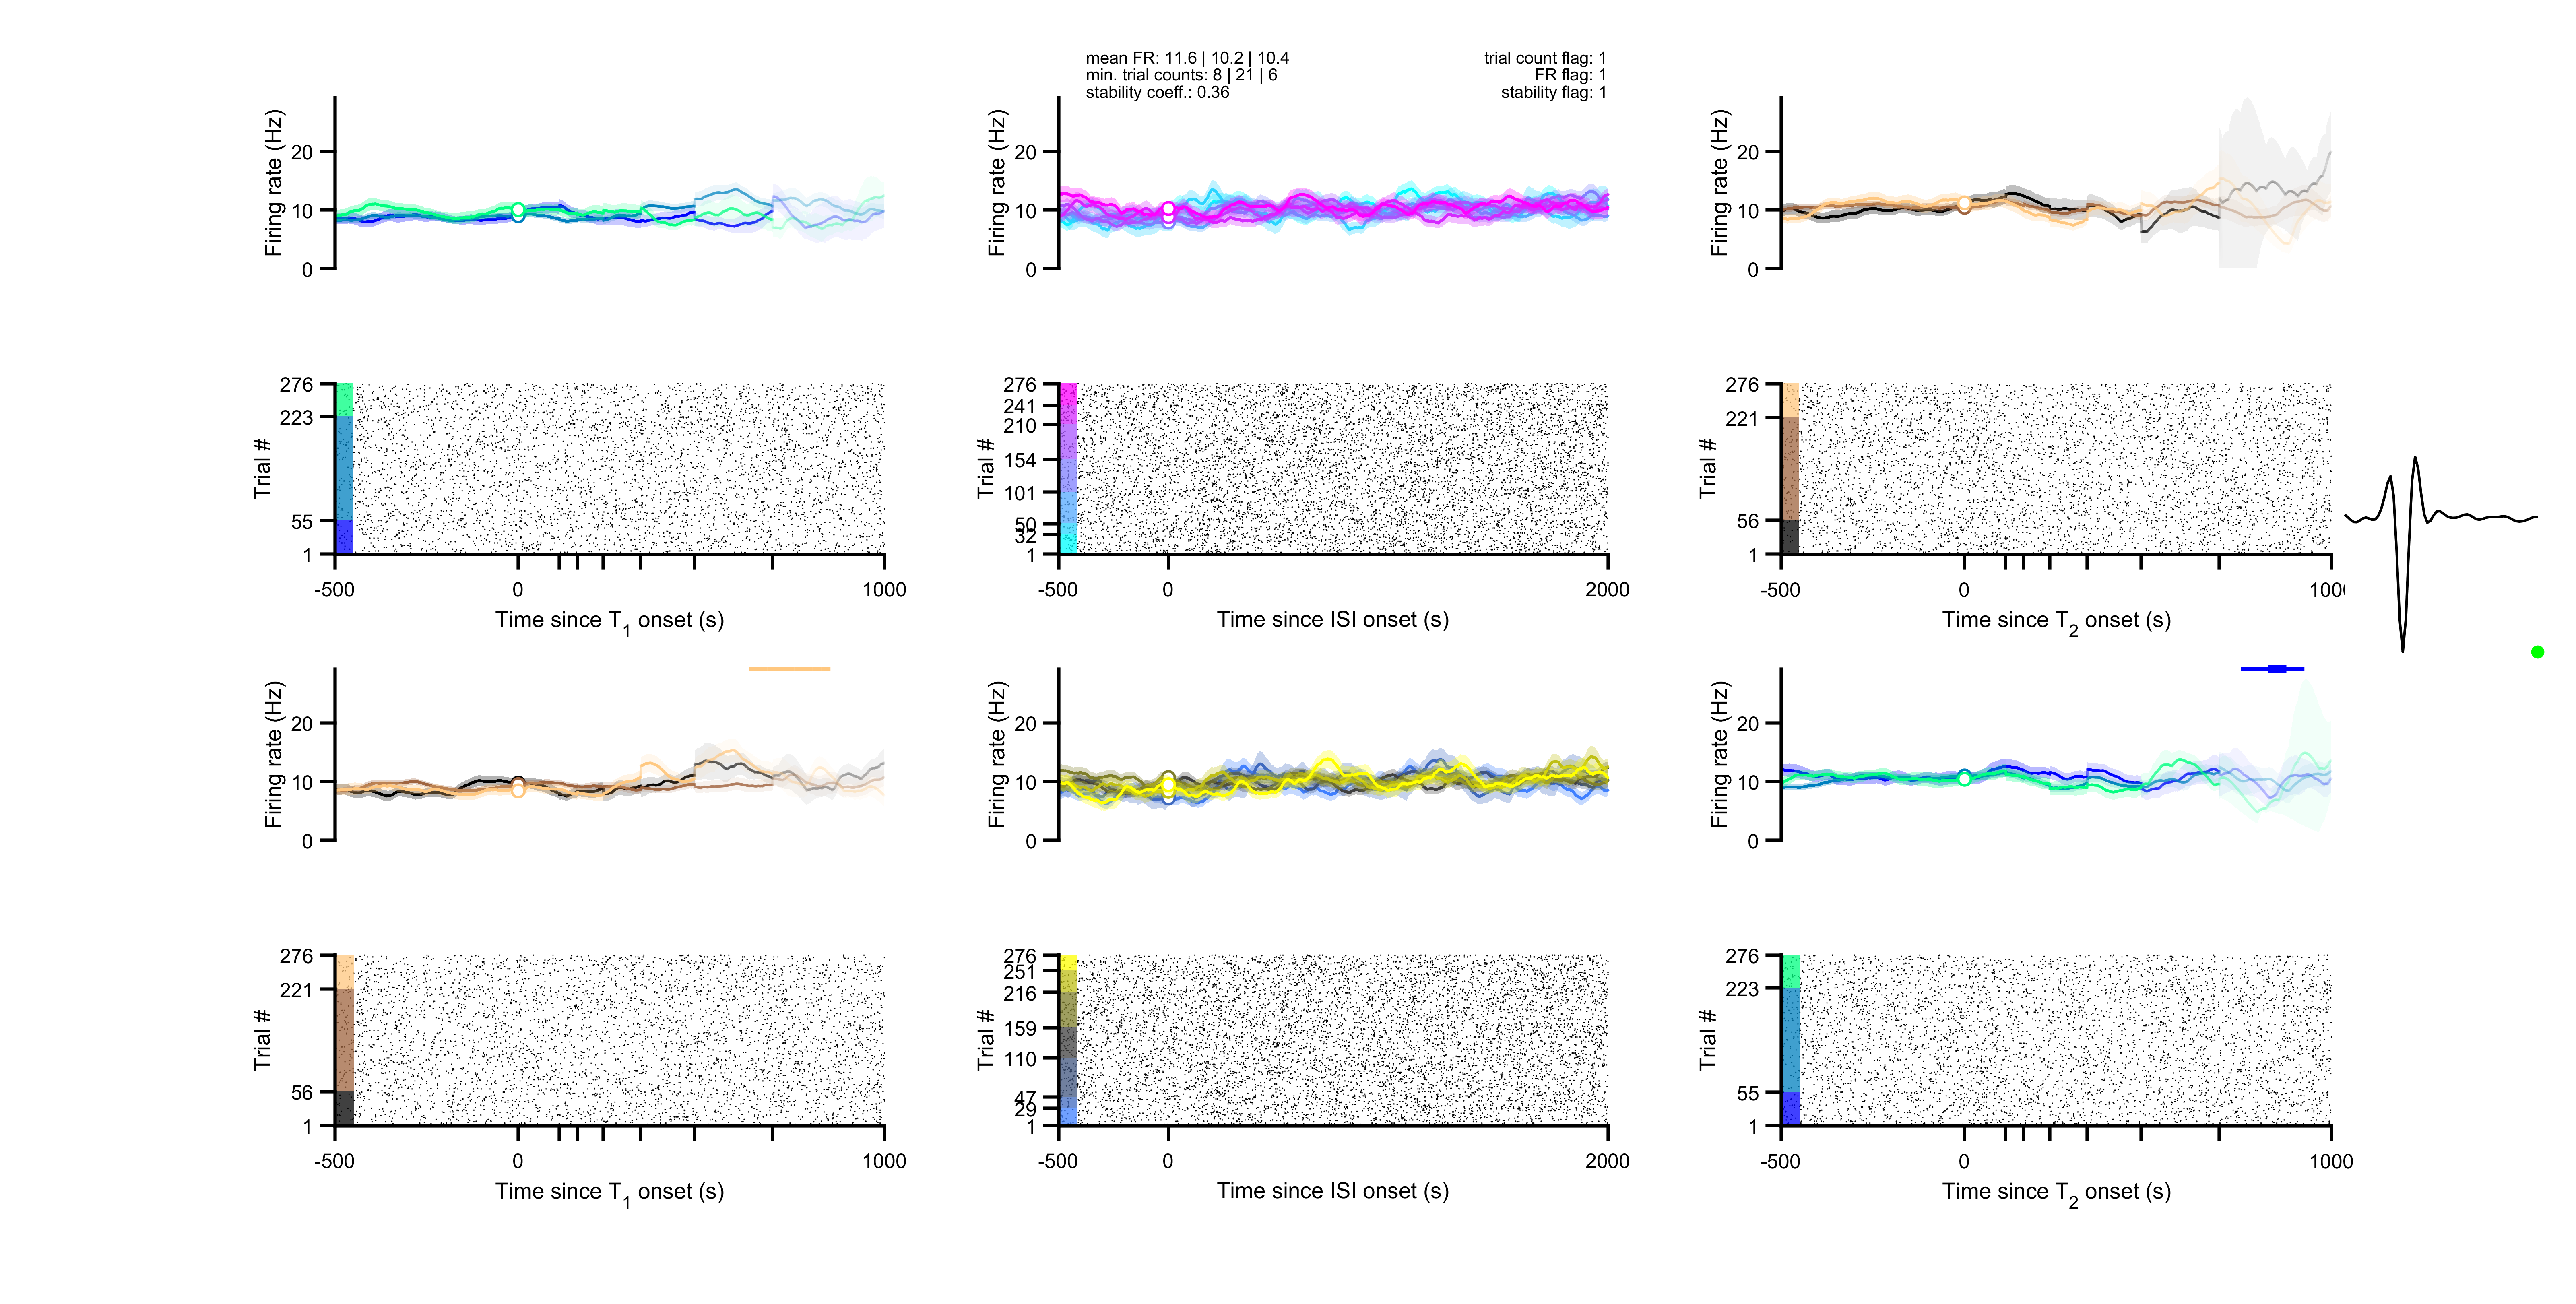 mean FR: 11.6 | 10.2 | 10.4
min. trial counts: 8 | 21 | 6
stability coeff.: 0.36
trial count flag: 1
FR flag: 1
stability flag: 1
Firing rate (Hz)
20
10
0
Firing rate (Hz)
20
10
0
Firing rate (Hz)
20
10
0
Trial #
276
223
55
1
-500
0
1000
Time since T1 onset (s)
Trial #
276
241
210
154
101
50
32
1
-500
0
2000
Time since ISI onset (s)
Trial #
276
221
56
1
-500
0
1000
Time since T2 onset (s)
Firing rate (Hz)
20
10
0
Firing rate (Hz)
20
10
0
Firing rate (Hz)
20
10
0
Trial #
276
221
56
1
-500
0
1000
Time since T1 onset (s)
Trial #
276
251
216
159
110
47
29
1
-500
0
2000
Time since ISI onset (s)
Trial #
276
223
55
1
-500
0
1000
Time since T2 onset (s)